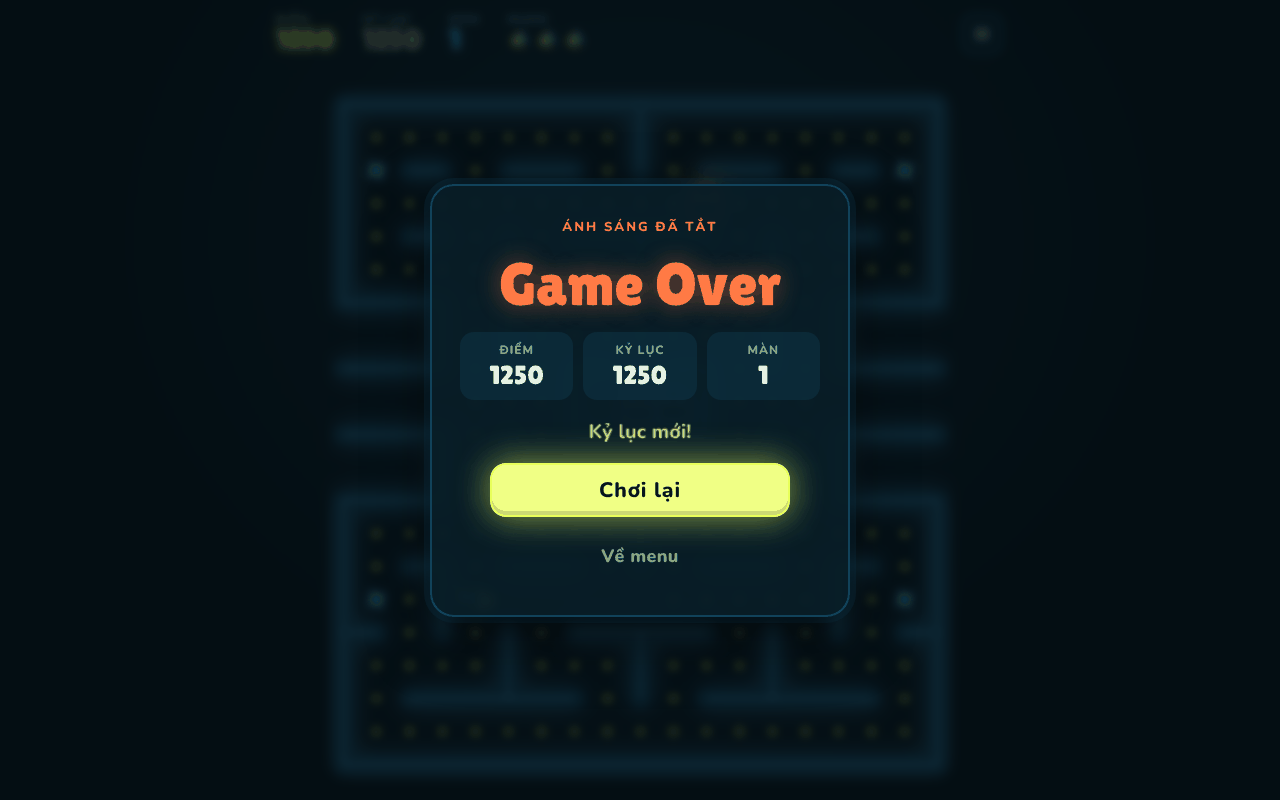 ÁNH SÁNG ĐÃ TẮT
Game Over
ĐIỂM
1250
KỶ LỤC
1250
MÀN
1
Kỷ lục mới!
Chơi lại
Về menu